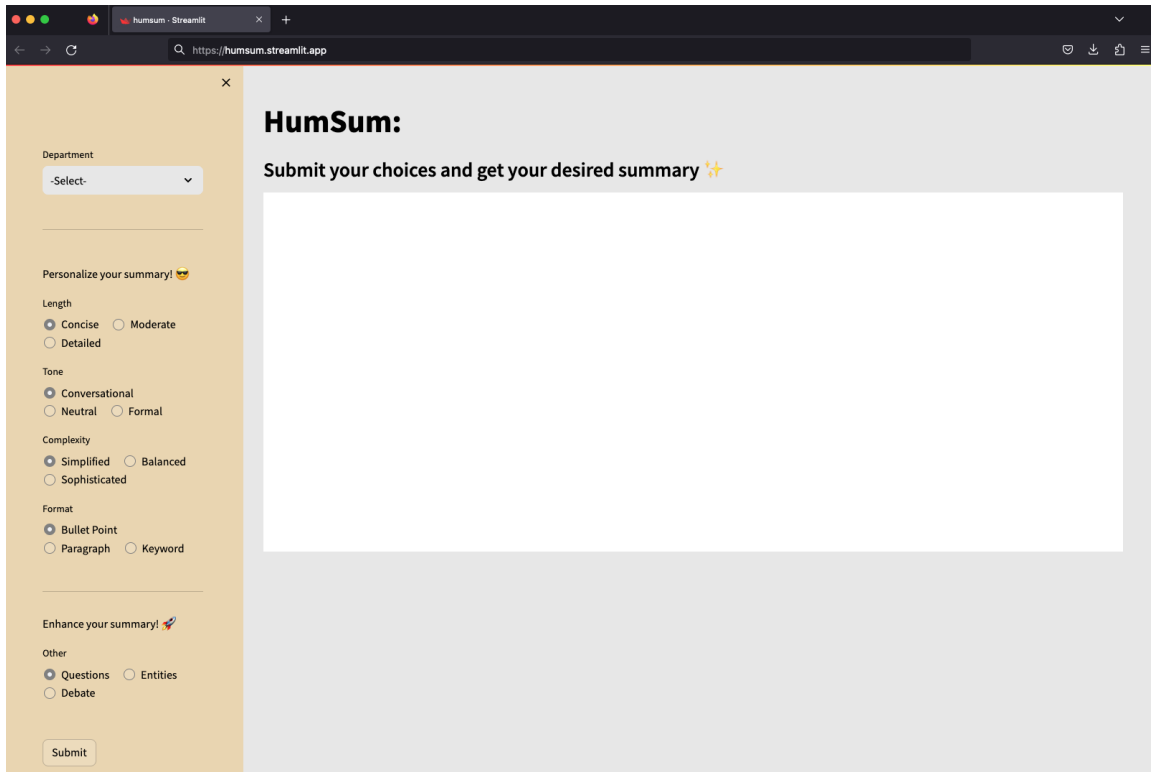 humsum · Streamlit
https://humsum.streamlit.app
Department
-Select-
Personalize your summary! 😎
Length
Concise Moderate
Detailed
Tone
Conversational
Neutral Formal
Complexity
Simplified Balanced
Sophisticated
Format
Bullet Point
Paragraph Keyword
Enhance your summary! 🚀
Other
Questions Entities
Debate
Submit
HumSum:
Submit your choices and get your desired summary ✨